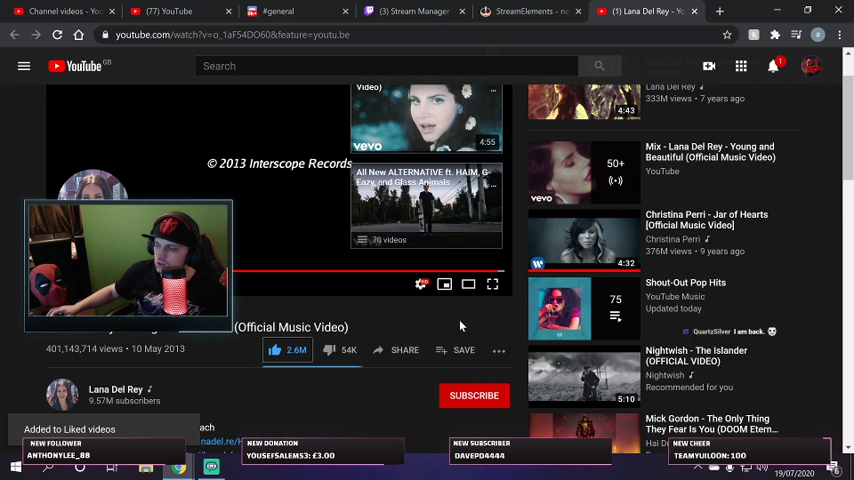 Channel videos - You
(77) YouTube
#general
(3) Stream Manager -
StreamElements - ne
(1) Lana Del Rey - Yo
youtube.com/watch?v=o_1aF54DO60&feature=youtu.be
YouTube GB
Search
1
a
Video)
4:55
vevo
© 2013 Interscope Records
All New ALTERNATIVE ft. HAIM, G-
Eazy, and Glass Animals
70 videos
HD
(Official Music Video)
401,143,714 views • 10 May 2013
2.6M
54K
SHARE
SAVE
Lana Del Rey
9.57M subscribers
SUBSCRIBE
Added to Liked videos
Lana Del Rey
333M views • 7 years ago
4:43
Mix - Lana Del Rey - Young and
Beautiful (Official Music Video)
YouTube
50+
vevo
Christina Perri - Jar of Hearts
[Official Music Video]
Christina Perri
376M views • 9 years ago
4:32
Shout-Out Pop Hits
YouTube Music
Updated today
75
QuartzSilver I am back.
Nightwish - The Islander
(OFFICIAL VIDEO)
Nightwish
Recommended for you
5:10
Mick Gordon - The Only Thing
They Fear Is You (DOOM Etern...
NEW FOLLOWER
ANTHONYLEE_88
NEW DONATION
YOUSEFSALEMS3: £3.00
NEW SUBSCRIBER
DAVEPD4444
NEW CHEER
TEAMYUILOON: 100
19/07/2020
6